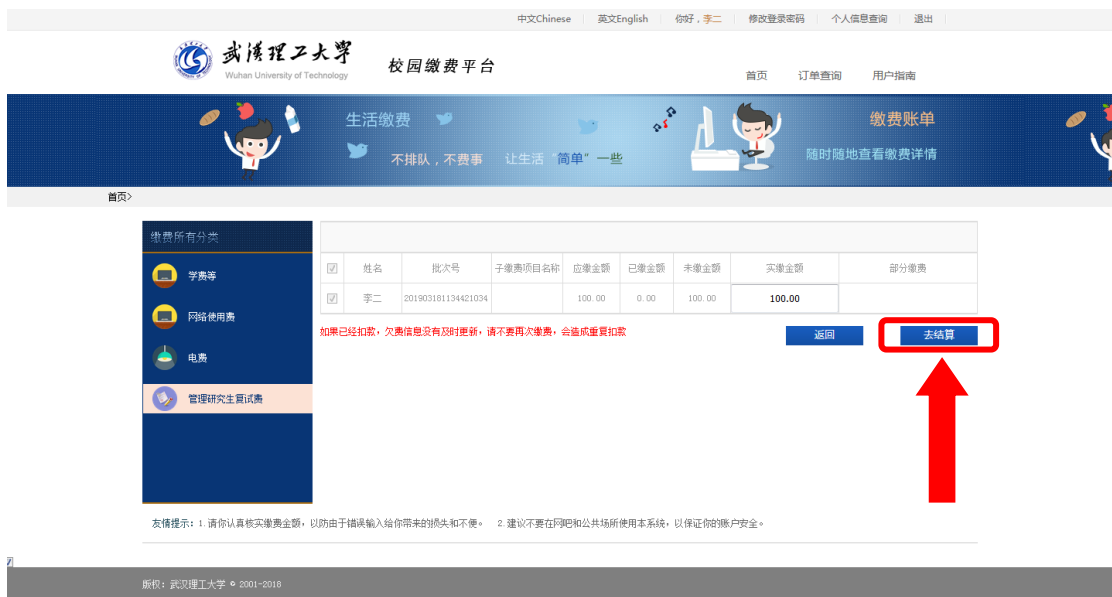 中文Chinese 英文English 你好，李二 修改登录密码 个人信息查询 退出
武汉理工大学
Wuhan University of Technology
校园缴费平台
首页 订单查询 用户指南
生活缴费
不排队，不费事 让生活“简单”一些
缴费账单
随时随地查看缴费详情
首页>
缴费所有分类
学费等
网络使用费
电费
管理研究生复试费
姓名 批次号 子缴费项目名称 应缴金额 已缴金额 未缴金额 实缴金额 部分缴费
李二 201903181134421034 100.00 0.00 100.00 100.00
如果已经扣款，欠费信息没有及时更新，请不要再次缴费，会造成重复扣款
返回 去结算
友情提示：1.请你认真核实缴费金额，以防由于错误输入给你带来的损失和不便。 2.建议不要在网吧和公共场所使用本系统，以保证你的账户安全。
版权：武汉理工大学 © 2001-2018